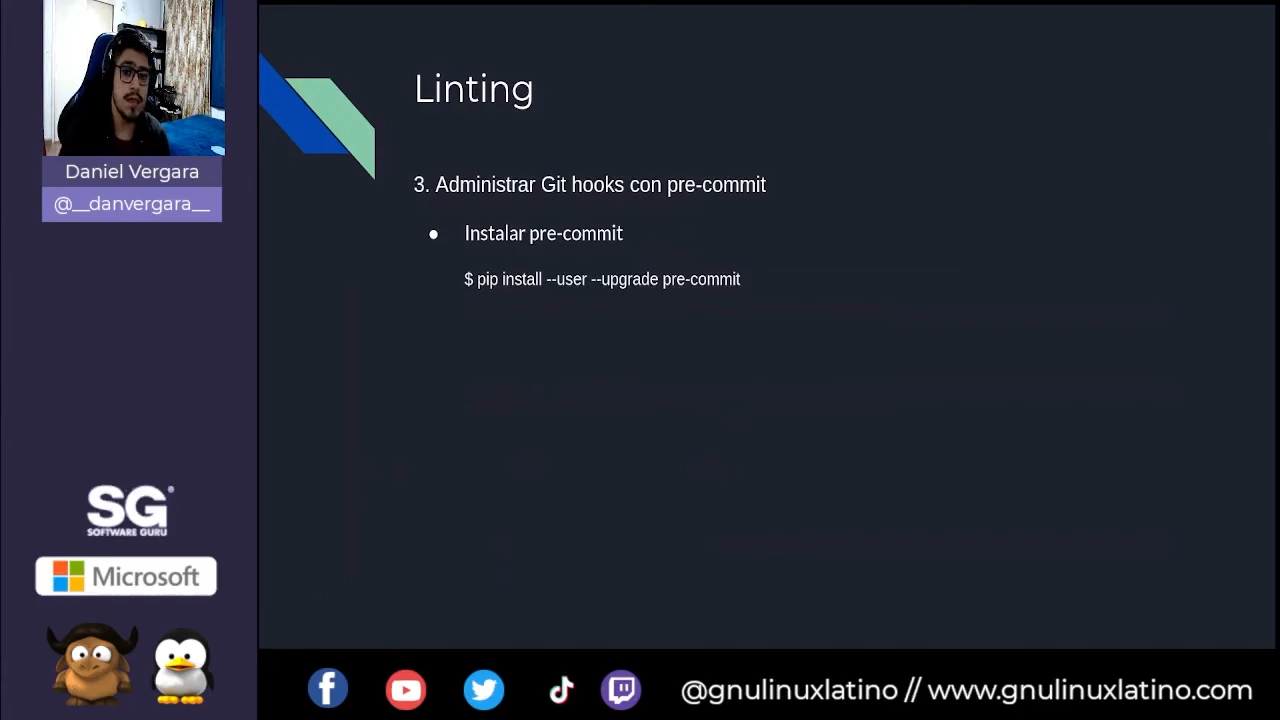 Daniel Vergara
@__danvergara__
SG
SOFTWARE GURU
Microsoft
Linting
3. Administrar Git hooks con pre-commit
● Instalar pre-commit
$ pip install --user --upgrade pre-commit
@gnulinuxlatino // www.gnulinuxlatino.com